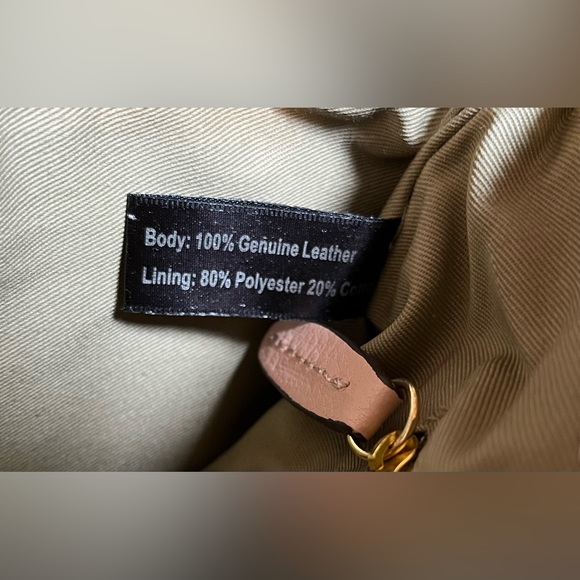 Body: 100% Genuine Leather
Lining: 80% Polyester 20%